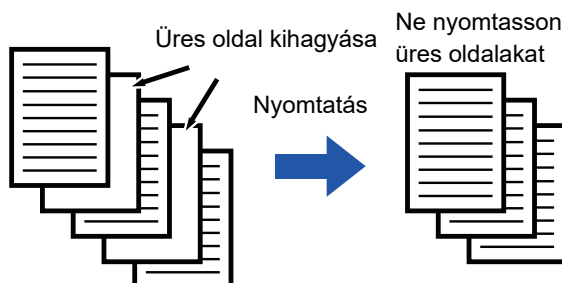 Üres oldal kihagyása
Nyomtatás
Ne nyomtasson
üres oldalakat